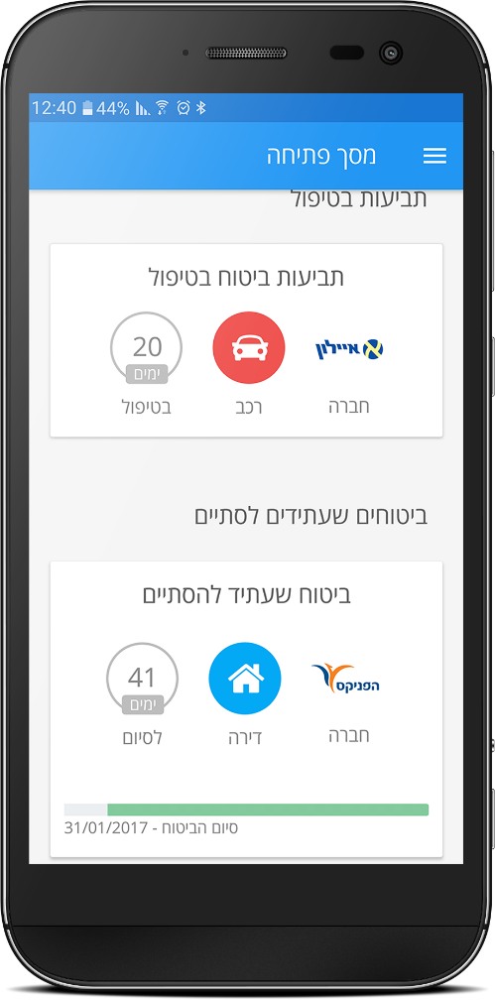 12:40 44%
מסך פתיחה
תביעות בטיפול
תביעות ביטוח בטיפול
איילון
חברה
רכב
20
ימים
בטיפול
ביטוחים שעתידים לסתיים
ביטוח שעתיד להסתיים
הפניקס
חברה
דירה
41
ימים
לסיום
סיום הביטוח - 31/01/2017